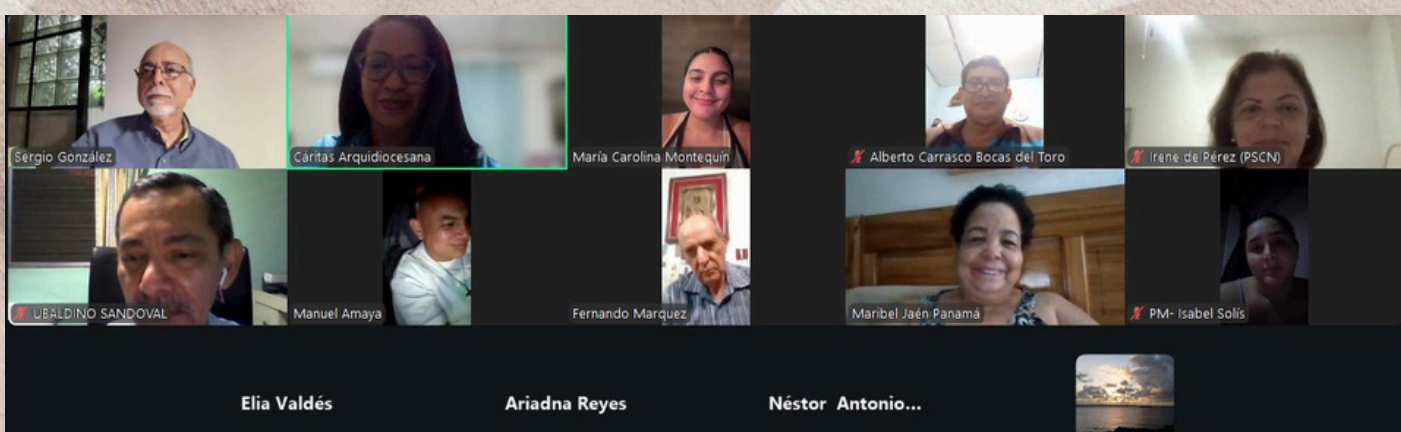 Sergio González
Cáritas Arquidiocesana
María Carolina Montequín
Alberto Carrasco Bocas del Toro
Irene de Pérez (PSCN)
UBALDINO SANDOVAL
Manuel Amaya
Fernando Marquez
Maribel Jaén Panamá
PM- Isabel Solís
Elia Valdés
Ariadna Reyes
Néstor Antonio...